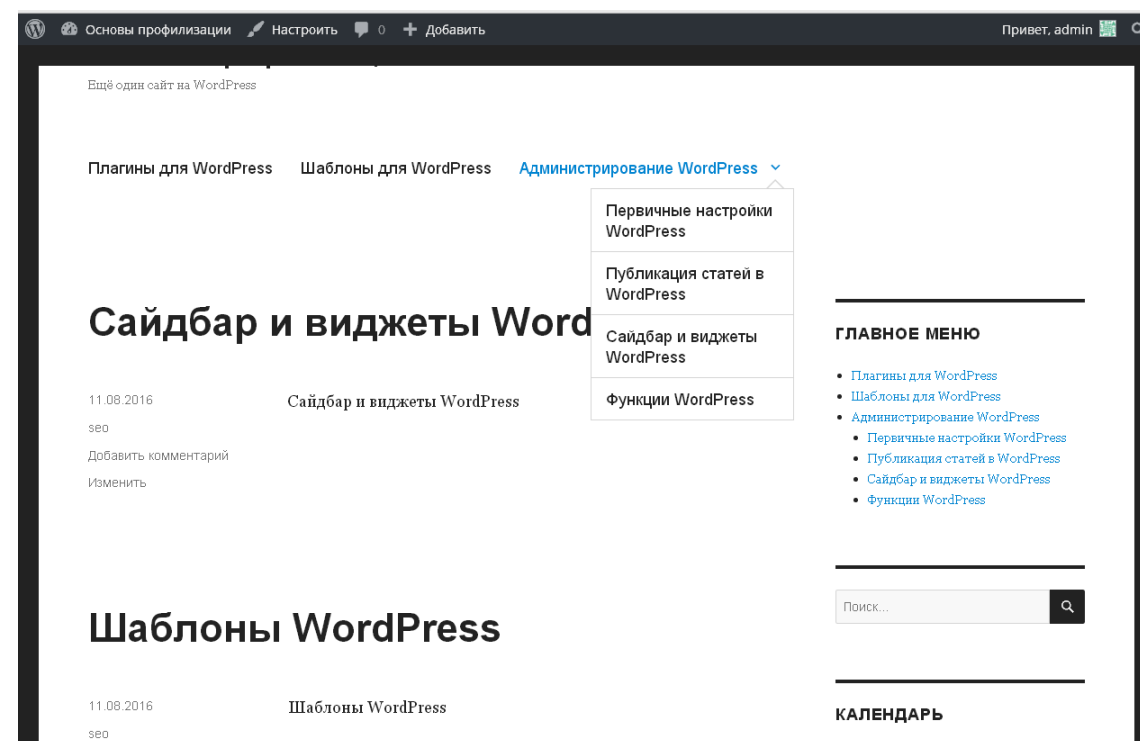 Основы профилизации Настроить 0 Добавить Привет, admin
Ещё один сайт на WordPress
Плагины для WordPress Шаблоны для WordPress Администрирование WordPress
Первичные настройки
WordPress
Публикация статей в
WordPress
Сайдбар и виджеты
WordPress
Функции WordPress
Сайдбар и виджеты Word
11.08.2016
seo
Добавить комментарий
Изменить
Сайдбар и виджеты WordPress
Шаблоны WordPress
11.08.2016
seo
Шаблоны WordPress
ГЛАВНОЕ МЕНЮ
Плагины для WordPress
Шаблоны для WordPress
Администрирование WordPress
Первичные настройки WordPress
Публикация статей в WordPress
Сайдбар и виджеты WordPress
Функции WordPress
Поиск...
КАЛЕНДАРЬ